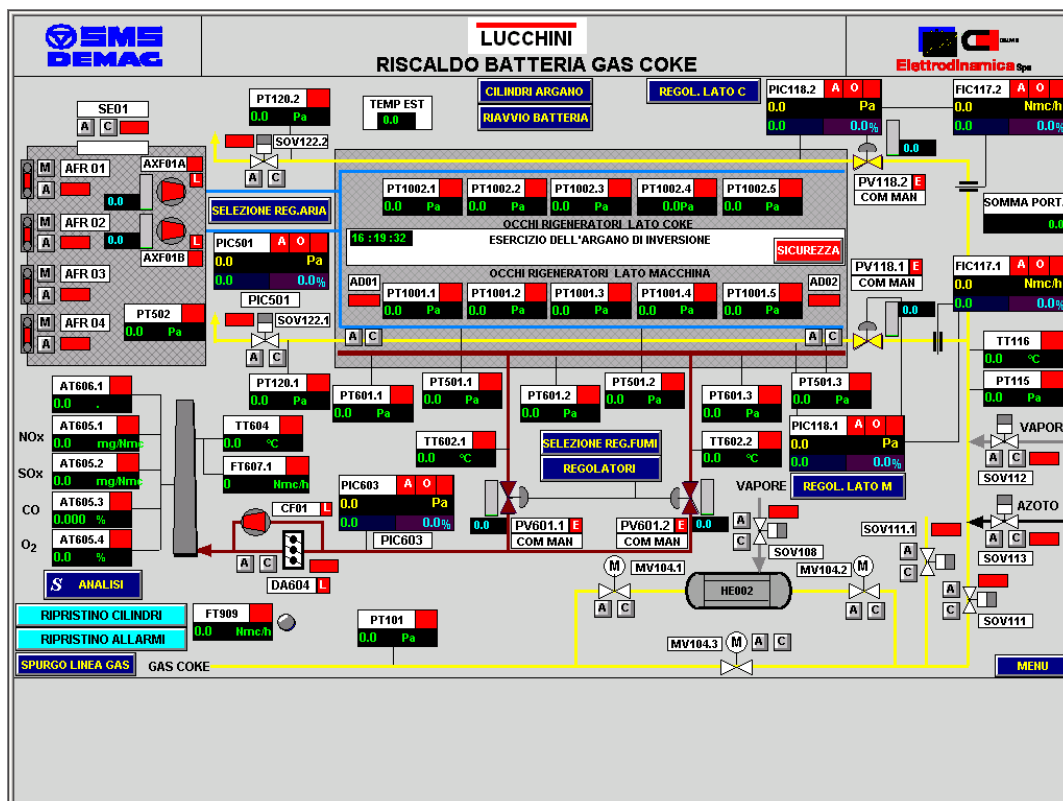 SMS
DEMAG
LUCCHINI
RISCALDO BATTERIA GAS COKE
Elettrodinamica Spa
CILINDRI ARGANO
RIAVVIO BATTERIA
REGOL. LATO C
TEMP EST
0.0
SE01
A C
PT120.2
0.0 Pa
SOV122.2
A C
PIC118.2 A O
0.0 Pa
0.0 0.0%
FIC117.2 A O
0.0 Nmc/h
0.0 0.0%
0.0
PV118.2 E
COM MAN
SOMMA PORT.
0.0
M AFR 01
A
AXF01A
L
0.0
M AFR 02
A
0.0
L
AXF01B
M AFR 03
A
M AFR 04
A
PT502
0.0 Pa
SELEZIONE REG.ARIA
PIC501 A O
0.0 Pa
0.0 0.0%
PIC501
SOV122.1
A C
PT120.1
0.0 Pa
PT1002.1 PT1002.2 PT1002.3 PT1002.4 PT1002.5
0.0 Pa 0.0 Pa 0.0 Pa 0.0Pa 0.0 Pa
OCCHI RIGENERATORI LATO COKE
16:19:32 ESERCIZIO DELL'ARGANO DI INVERSIONE
SICUREZZA
OCCHI RIGENERATORI LATO MACCHINA
AD01 PT1001.1 PT1001.2 PT1001.3 PT1001.4 PT1001.5 AD02
0.0 Pa 0.0 Pa 0.0 Pa 0.0 Pa 0.0 Pa
A C A C
PV118.1 E
COM MAN
0.0
FIC117.1 A O
0.0 Nmc/h
0.0 0.0%
TT116
0.0 °C
PT115
0.0 Pa
VAPORE
A C
SOV112
AZOTO
A C
SOV113
PT601.1
0.0 Pa
PT501.1
0.0 Pa
PT601.2
0.0 Pa
PT501.2
0.0 Pa
PT601.3
0.0 Pa
PT501.3
0.0 Pa
PIC118.1 A O
0.0 Pa
0.0 0.0%
REGOL. LATO M
AT606.1
0.0 .
NOx AT605.1
0.0 mg/Nmc
SOx AT605.2
0.0 mg/Nmc
CO AT605.3
0.000 %
O2 AT605.4
0.0 %
TT604
0.0 °C
FT607.1
0 Nmc/h
CF01 L
A C
DA604 L
PIC603 A O
0.0 Pa
0.0 0.0%
PIC603
TT602.1
0.0 °C
SELEZIONE REG.FUMI
REGOLATORI
TT602.2
0.0 °C
0.0
PV601.1 E
COM MAN
PV601.2 E
COM MAN
0.0
VAPORE
A
C
SOV108
SOV111.1
A
C
SOV111
A
C
M MV104.1
A C
HE002
MV104.2 M
A C
MV104.3 M A C
S ANALISI
RIPRISTINO CILINDRI
RIPRISTINO ALLARMI
FT909
0.0 Nmc/h
PT101
0.0 Pa
SPURGO LINEA GAS
GAS COKE
MENU